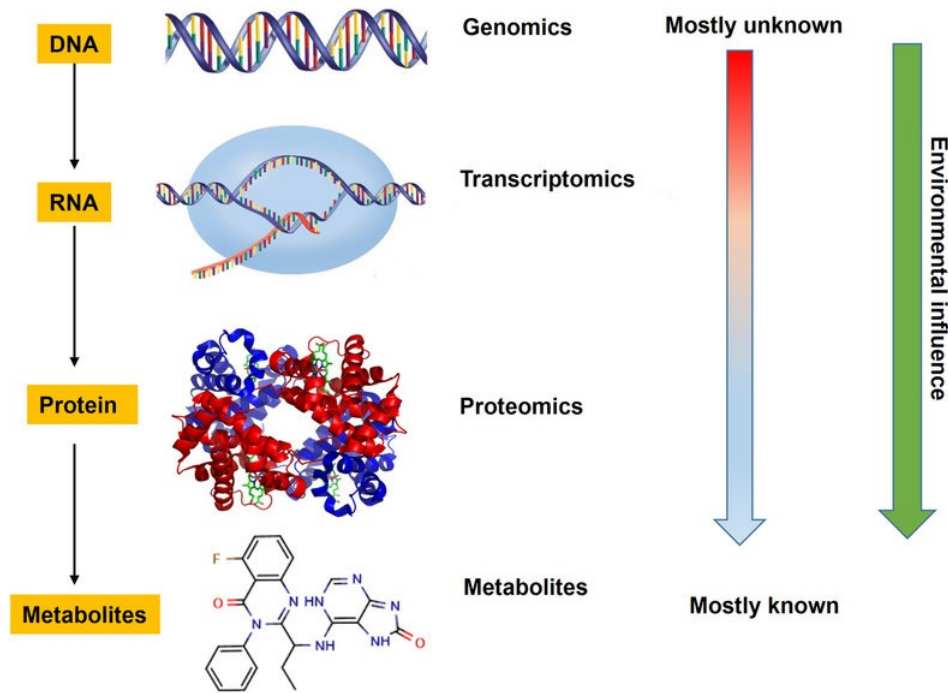 DNA
Genomics
Mostly unknown
RNA
Transcriptomics
Environmental influence
Protein
Proteomics
Metabolites
Metabolites
Mostly known
F
O
N
N
HN
N
N
N
NH
NH
O